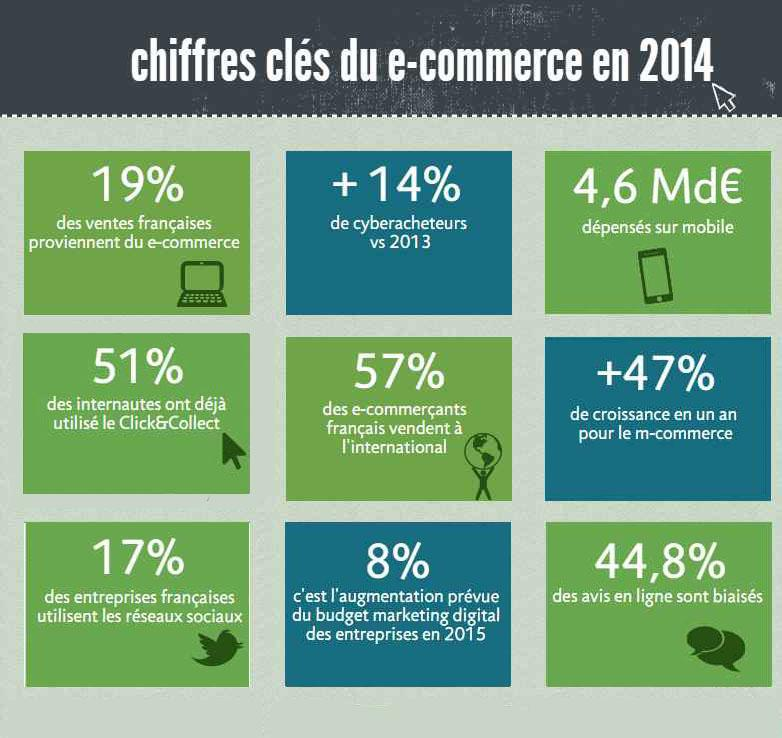 chiffres clés du e-commerce en 2014
19%
des ventes françaises
proviennent du e-commerce
+ 14%
de cyberacheteurs
vs 2013
4,6 Md€
dépensés sur mobile
51%
des internautes ont déjà
utilisé le Click&Collect
57%
des e-commerçants
français vendent à
l'international
+47%
de croissance en un an
pour le m-commerce
17%
des entreprises françaises
utilisent les réseaux sociaux
8%
c'est l'augmentation prévue
du budget marketing digital
des entreprises en 2015
44,8%
des avis en ligne sont biaisés